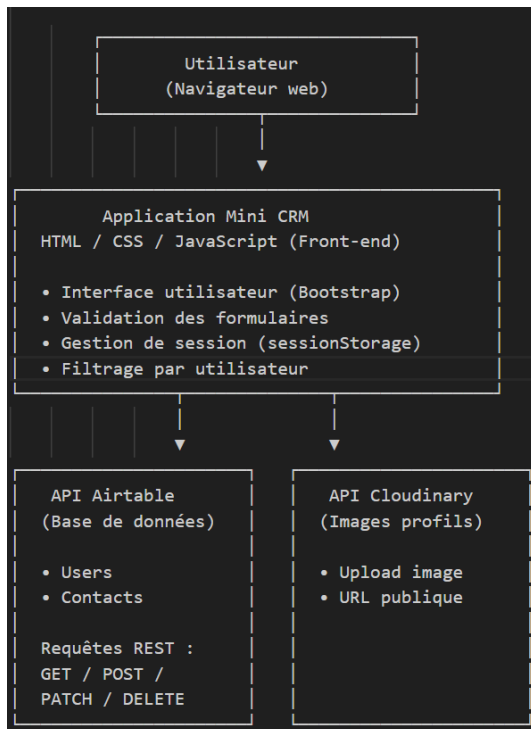 Utilisateur
(Navigateur web)
Application Mini CRM
HTML / CSS / JavaScript (Front-end)
• Interface utilisateur (Bootstrap)
• Validation des formulaires
• Gestion de session (sessionStorage)
• Filtrage par utilisateur
API Airtable
(Base de données)
• Users
• Contacts
Requêtes REST :
GET / POST /
PATCH / DELETE
API Cloudinary
(Images profils)
• Upload image
• URL publique